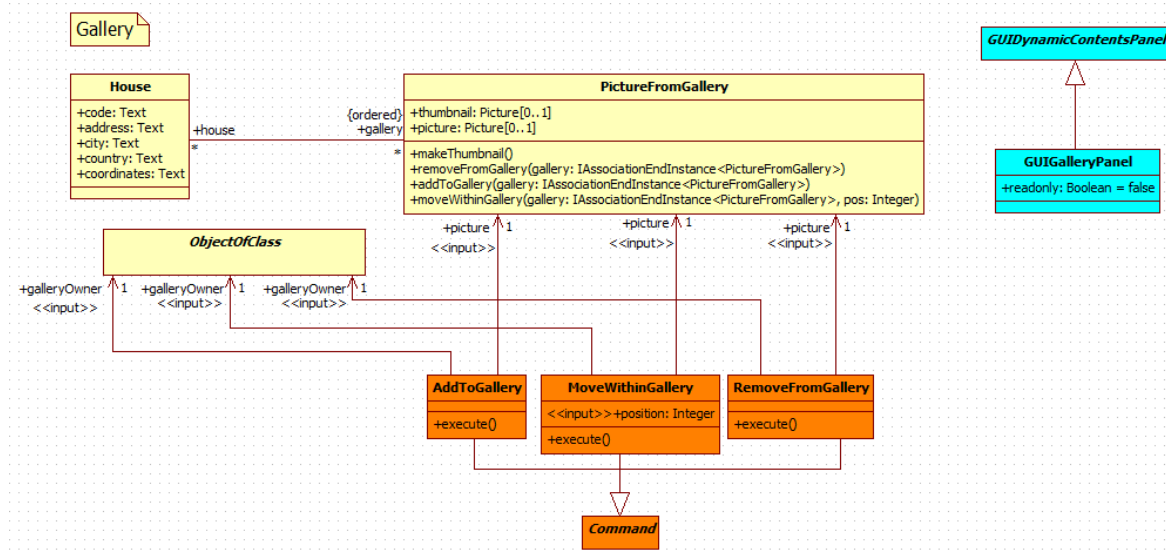 Gallery
GUIDynamicContentsPanel
House
+code: Text
+address: Text
+city: Text
+country: Text
+coordinates: Text
+house
*
{ordered}
+gallery
*
PictureFromGallery
+thumbnail: Picture[0..1]
+picture: Picture[0..1]
+makeThumbnail()
+removeFromGallery(gallery: IAssociationEndInstance<PictureFromGallery>)
+addToGallery(gallery: IAssociationEndInstance<PictureFromGallery>)
+moveWithinGallery(gallery: IAssociationEndInstance<PictureFromGallery>, pos: Integer)
GUIGalleryPanel
+readonly: Boolean = false
+picture 1
<<input>>
+picture 1
<<input>>
+picture 1
<<input>>
ObjectOfClass
+galleryOwner 1
<<input>>
+galleryOwner 1
<<input>>
+galleryOwner 1
<<input>>
AddToGallery
+execute()
MoveWithinGallery
<<input>>+position: Integer
+execute()
RemoveFromGallery
+execute()
Command